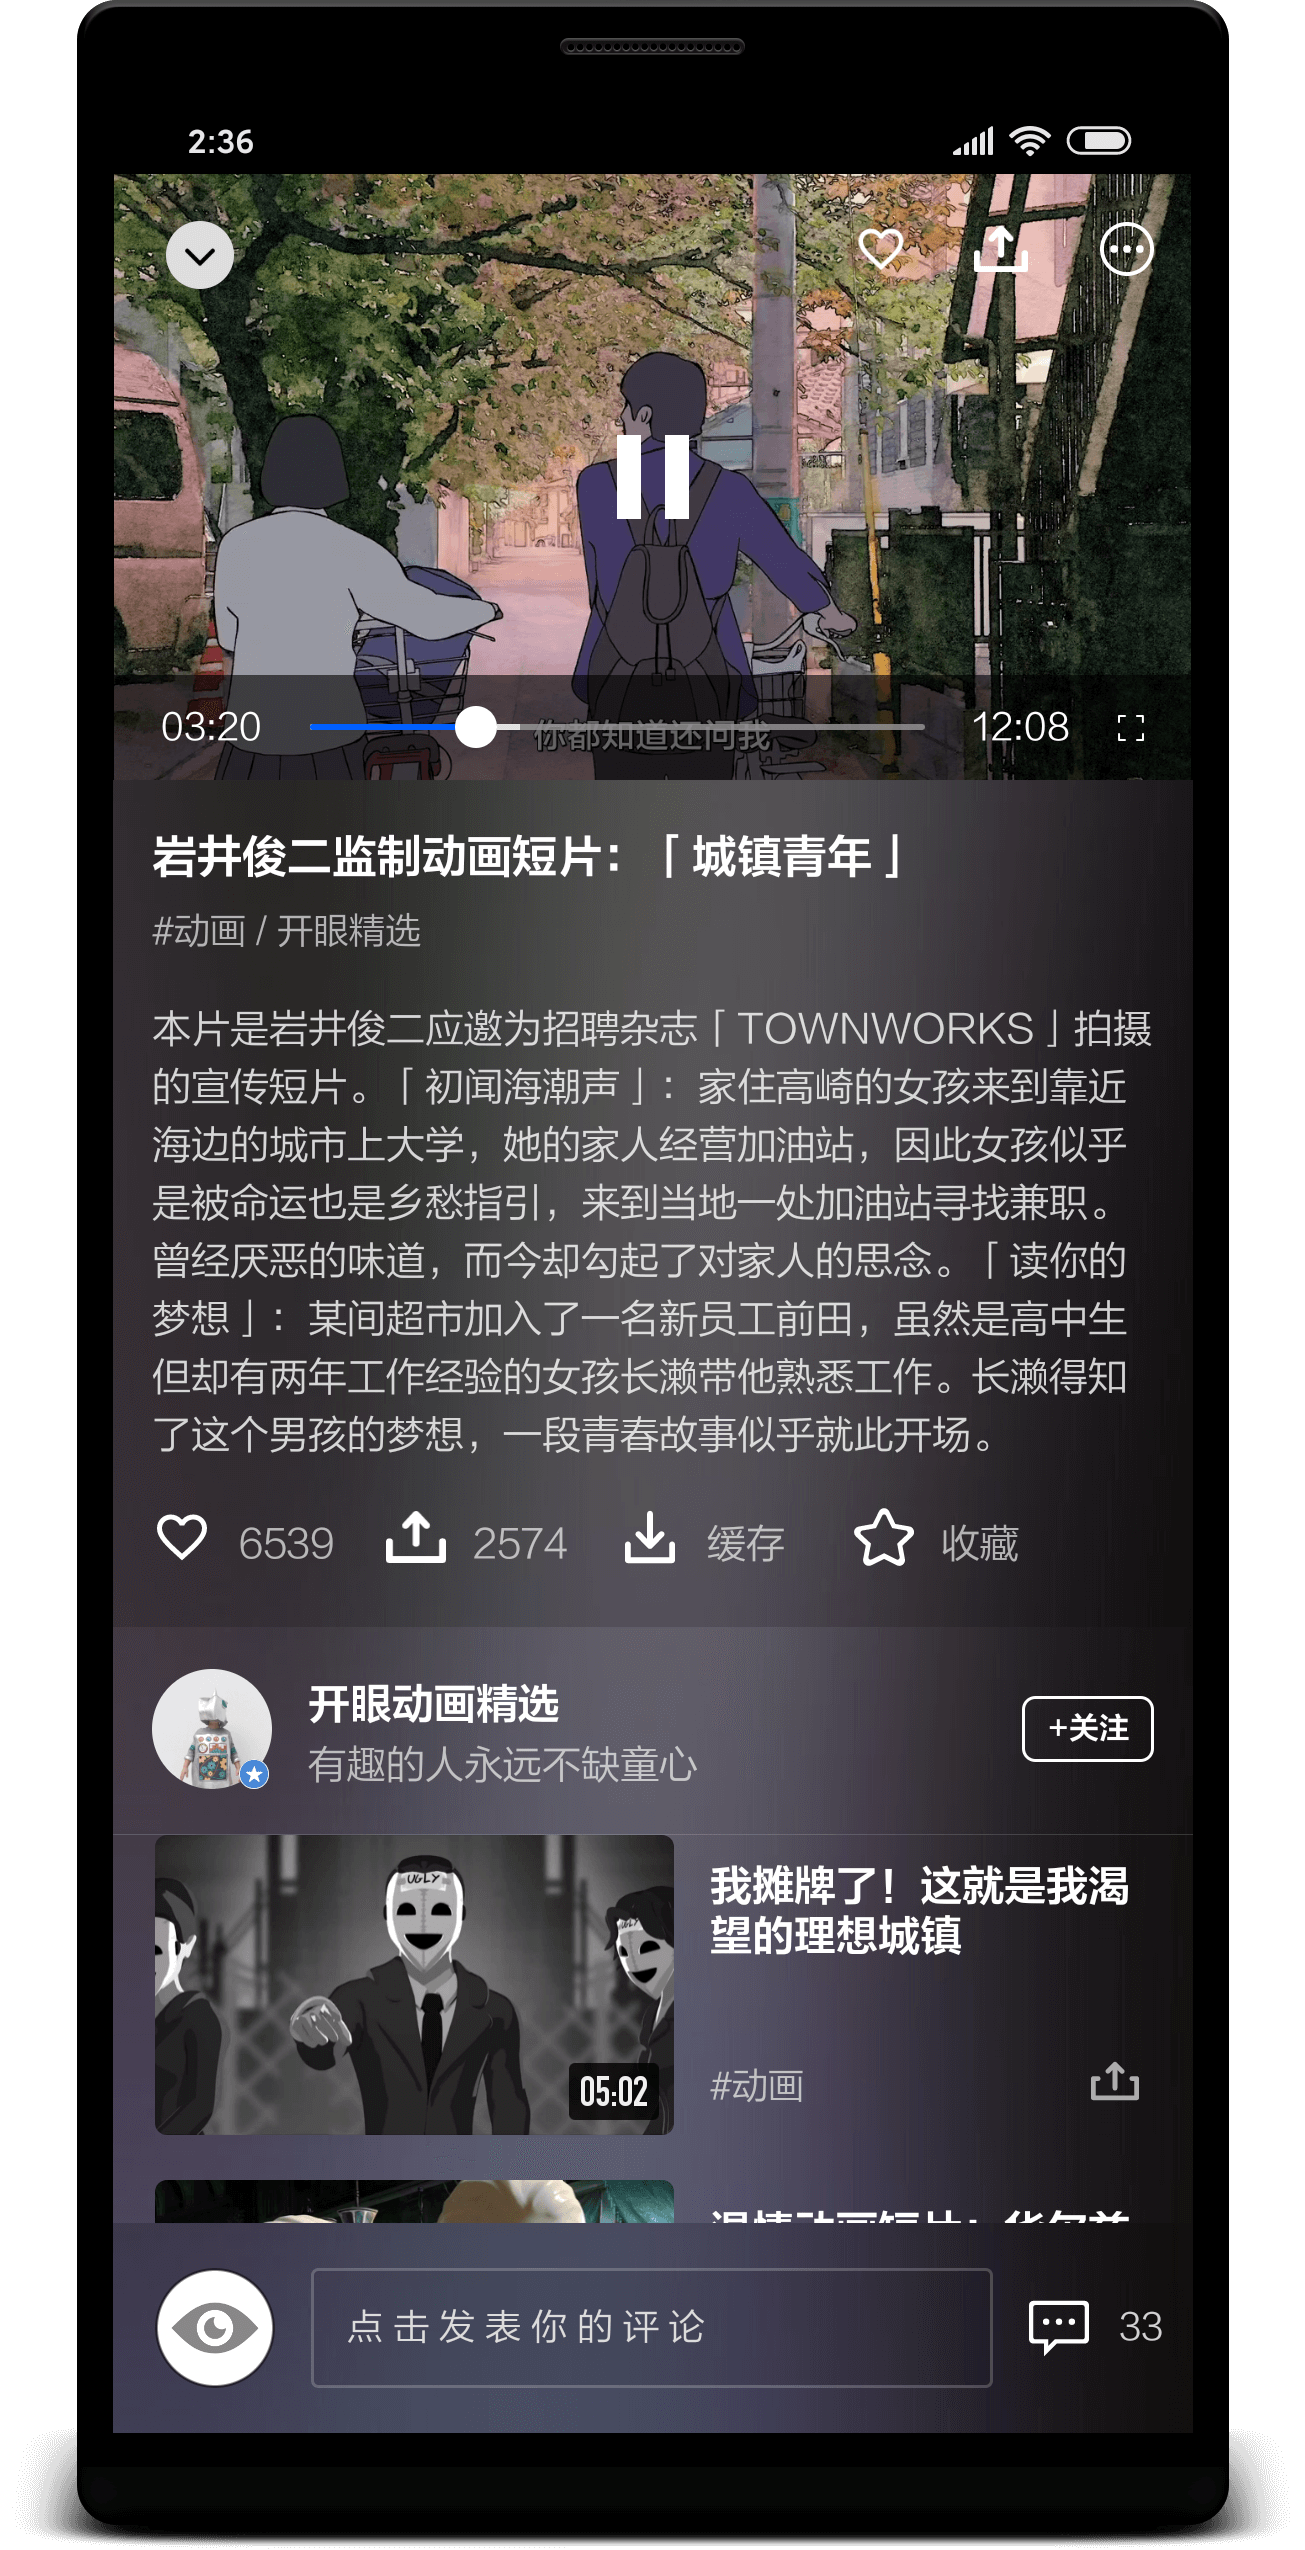 2:36
03:20
你都知道还问我
12:08
岩井俊二监制动画短片：「城镇青年」
#动画 / 开眼精选
本片是岩井俊二应邀为招聘杂志「TOWNWORKS」拍摄
的宣传短片。「初闻海潮声」：家住高崎的女孩来到靠近
海边的城市上大学，她的家人经营加油站，因此女孩似乎
是被命运也是乡愁指引，来到当地一处加油站寻找兼职。
曾经厌恶的味道，而今却勾起了对家人的思念。「读你的
梦想」：某间超市加入了一名新员工前田，虽然是高中生
但却有两年工作经验的女孩长濑带他熟悉工作。长濑得知
了这个男孩的梦想，一段青春故事似乎就此开场。
6539
2574
缓存
收藏
开眼动画精选
有趣的人永远不缺童心
+关注
UGLY
05:02
我摊牌了！这就是我渴
望的理想城镇
#动画
点击发表你的评论
33